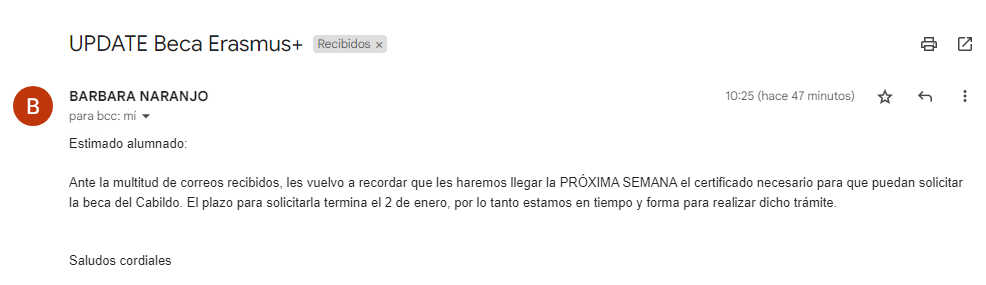 UPDATE Beca Erasmus+ Recibidos ×
B BARBARA NARANJO 10:25 (hace 47 minutos)
para bcc: mí
Estimado alumnado:
Ante la multitud de correos recibidos, les vuelvo a recordar que les haremos llegar la PRÓXIMA SEMANA el certificado necesario para que puedan solicitar
la beca del Cabildo. El plazo para solicitarla termina el 2 de enero, por lo tanto estamos en tiempo y forma para realizar dicho trámite.
Saludos cordiales